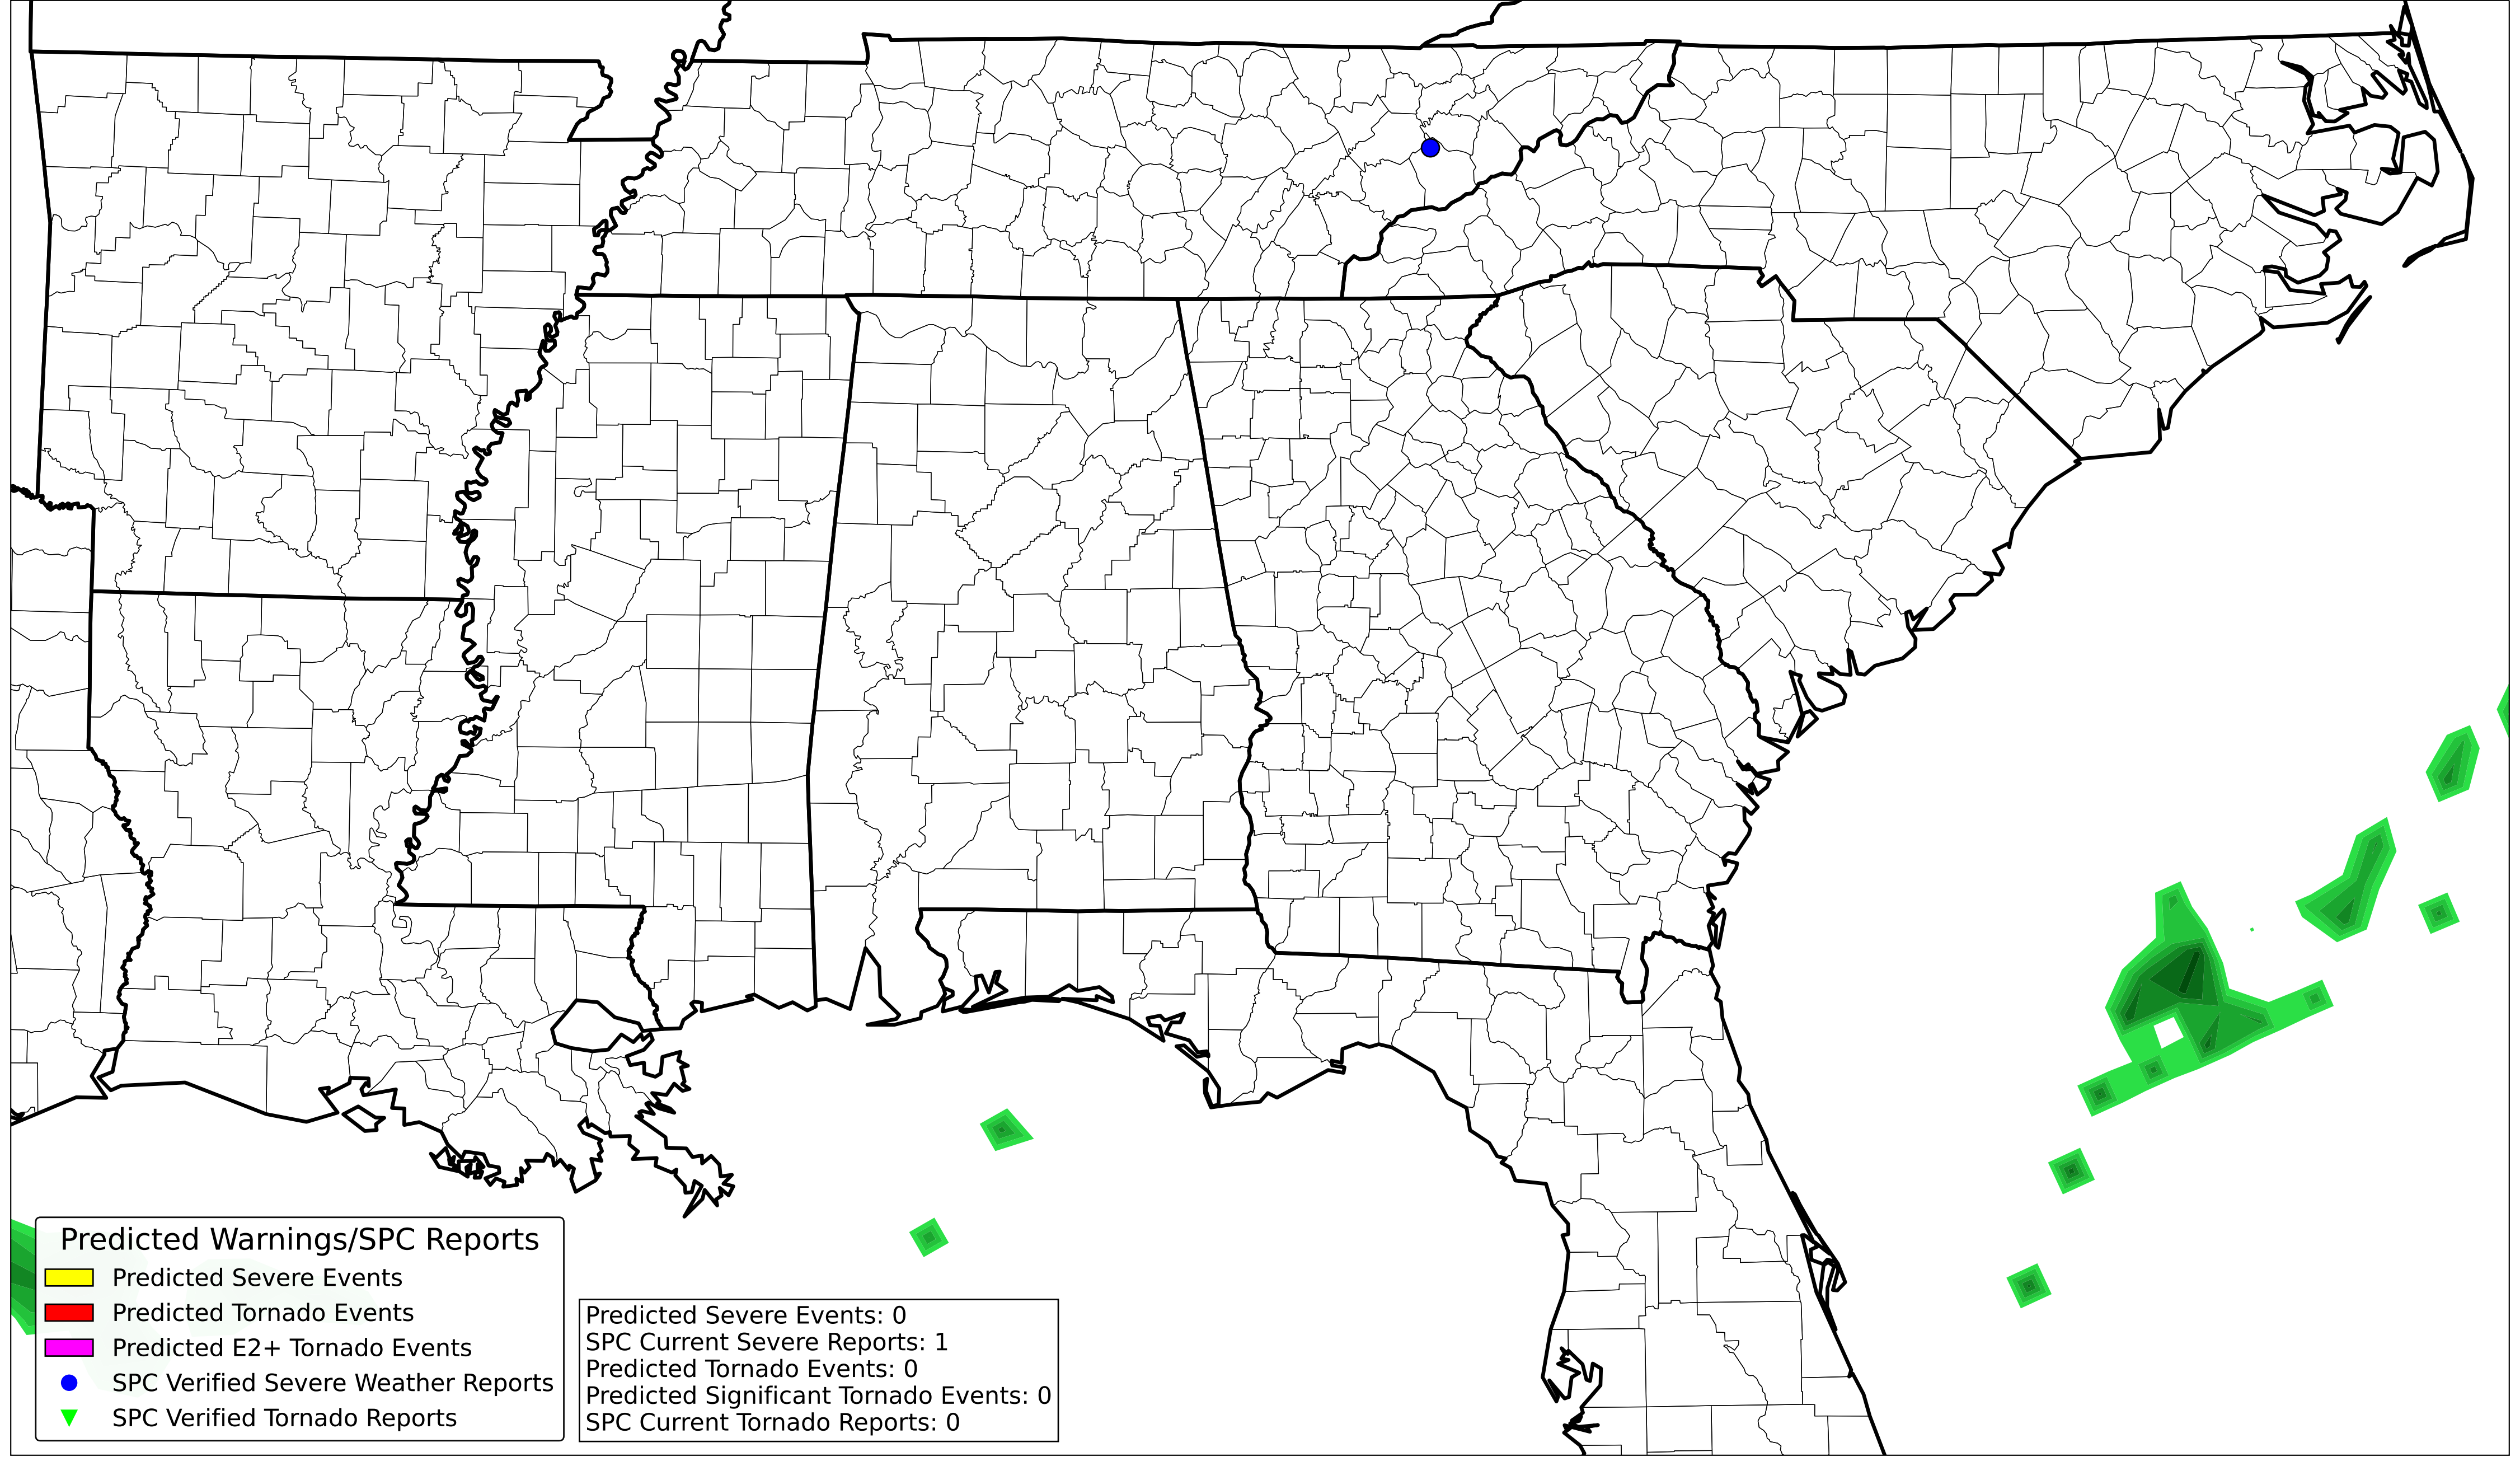 Predicted Warnings/SPC Reports
Predicted Severe Events
Predicted Tornado Events
Predicted E2+ Tornado Events
SPC Verified Severe Weather Reports
SPC Verified Tornado Reports
Predicted Severe Events: 0
SPC Current Severe Reports: 1
Predicted Tornado Events: 0
Predicted Significant Tornado Events: 0
SPC Current Tornado Reports: 0